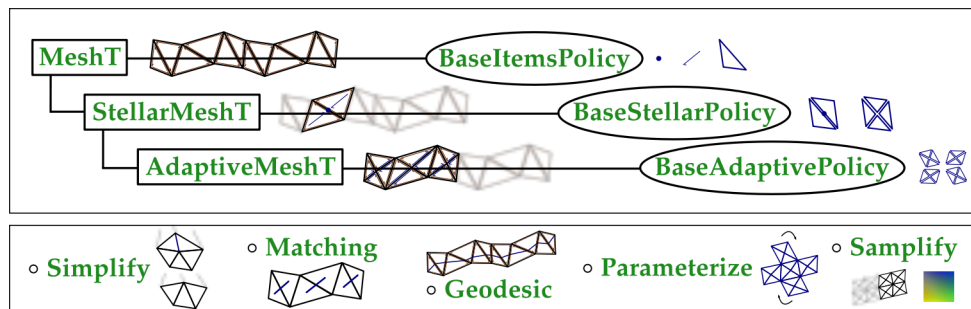 MeshT BaseItemsPolicy
StellarMeshT BaseStellarPolicy
AdaptiveMeshT BaseAdaptivePolicy
Simplify
Matching
Geodesic
Parameterize
Samplify